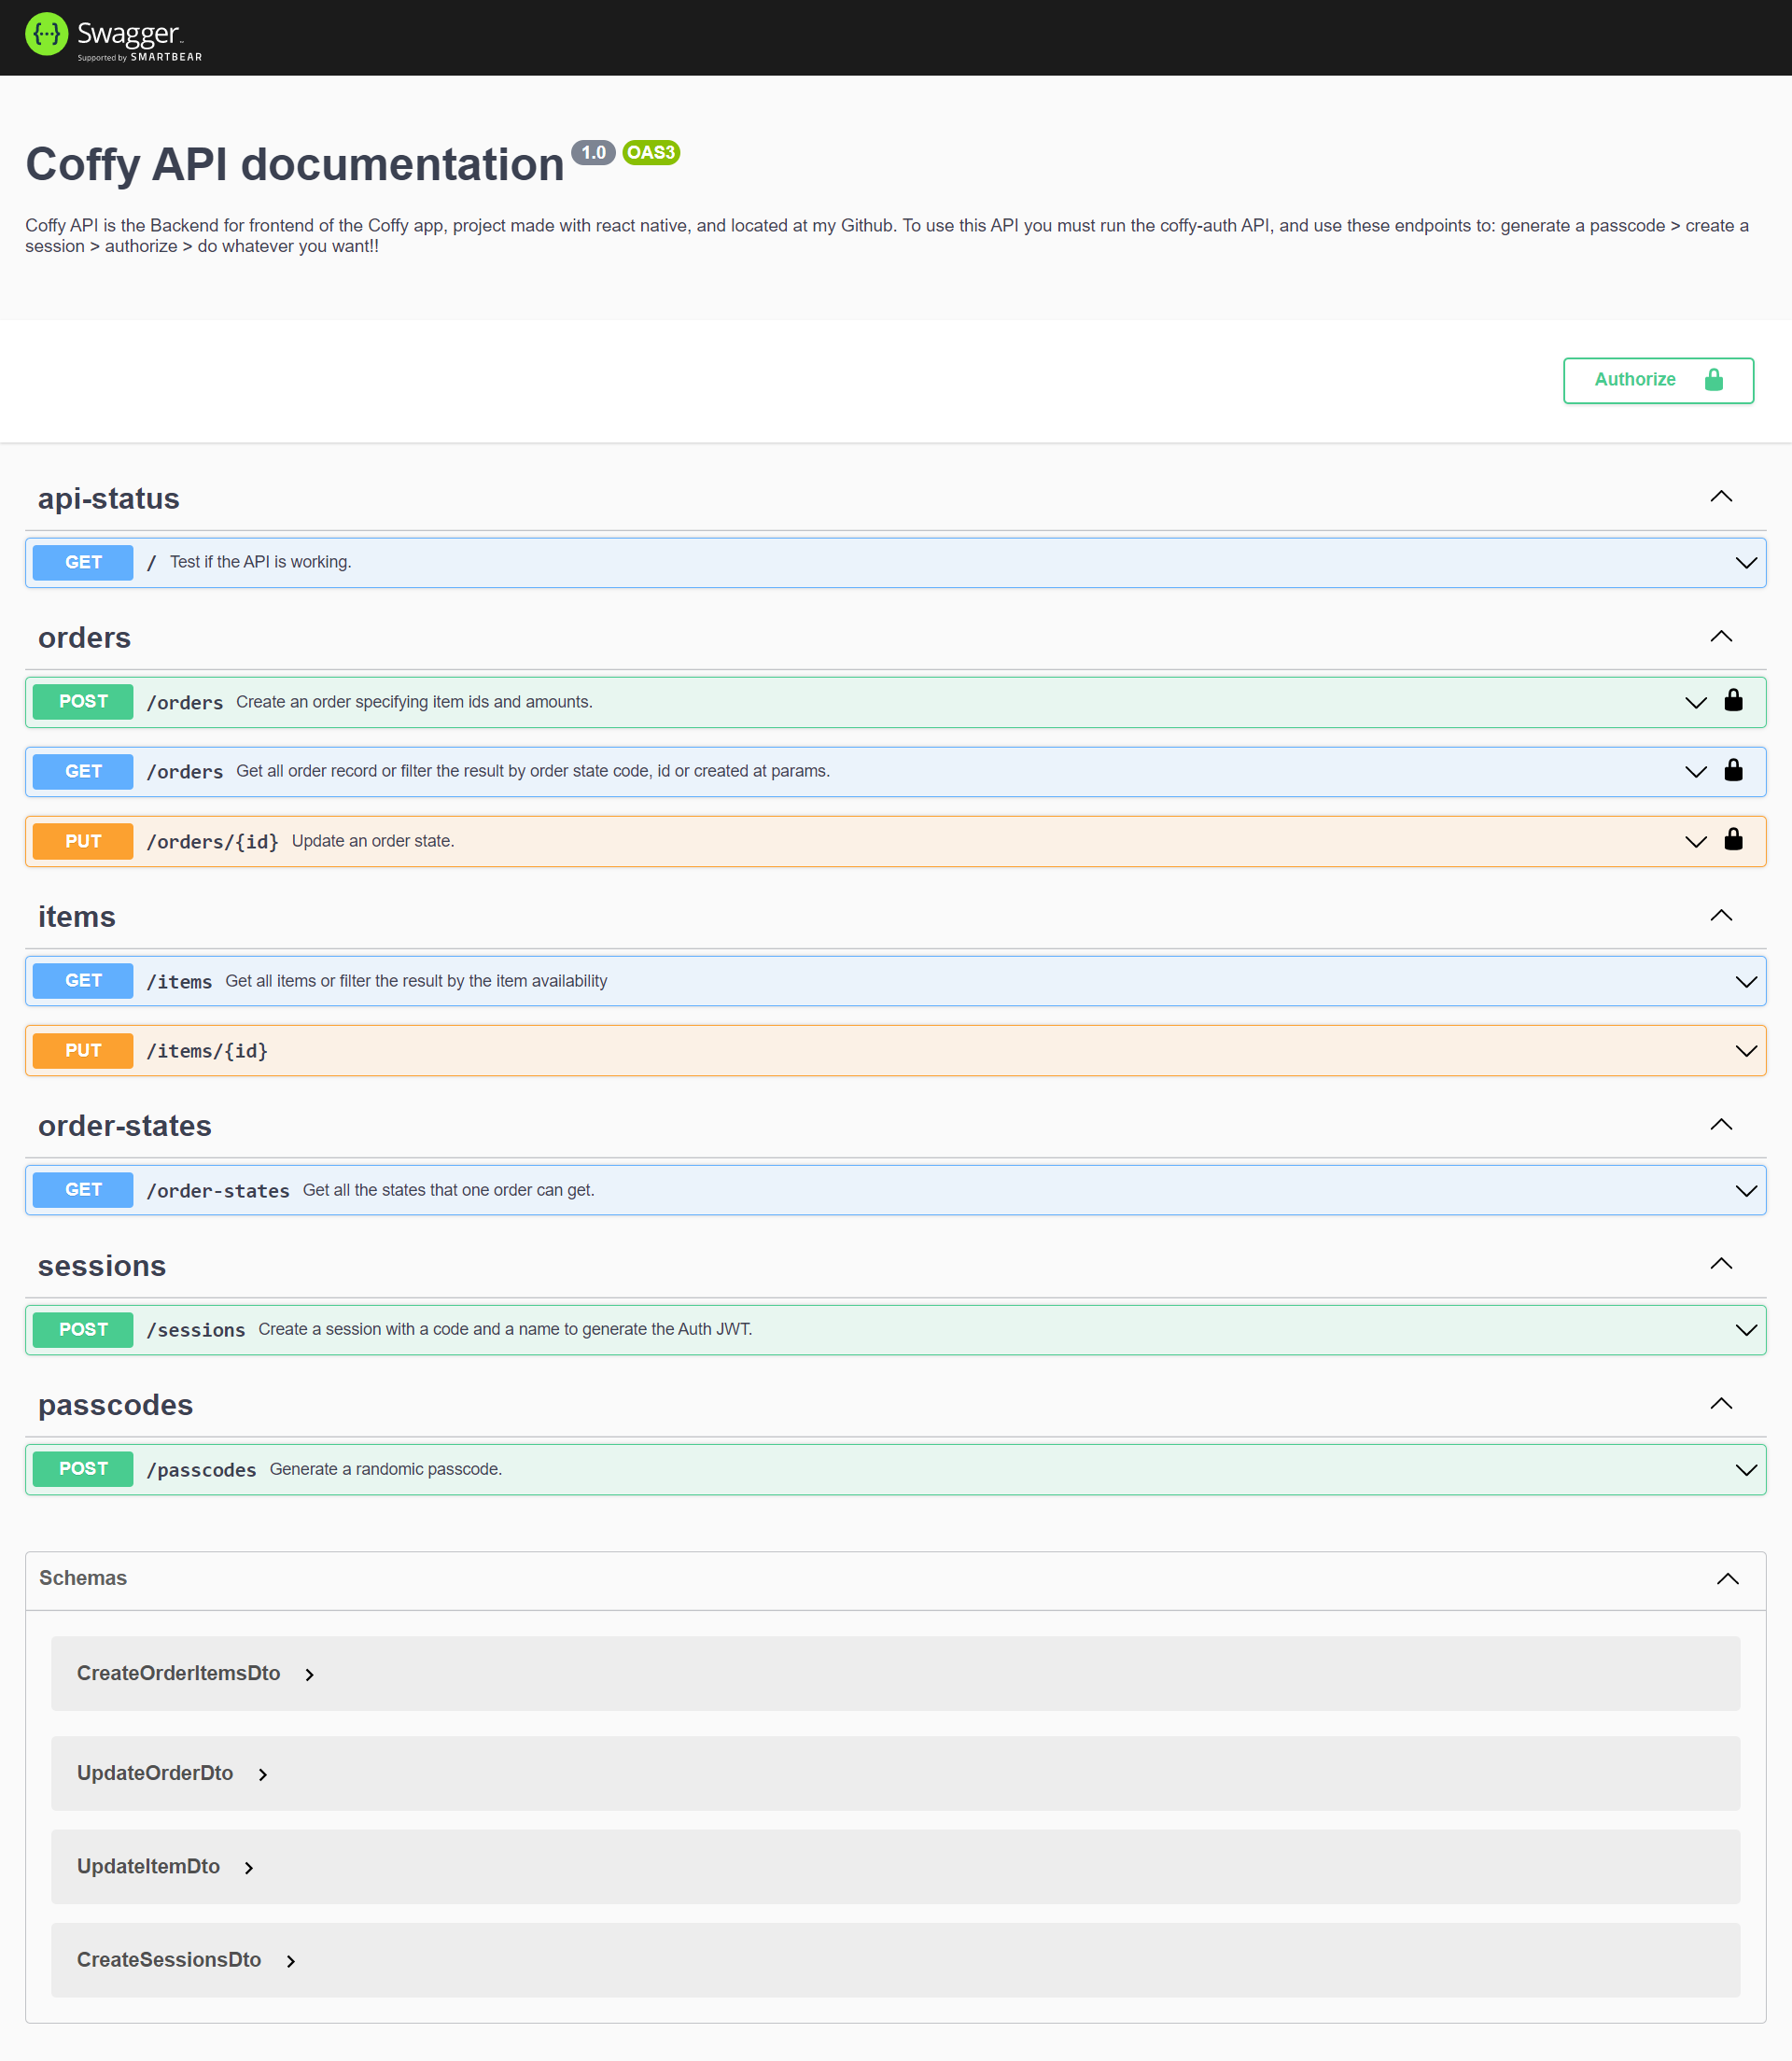 {···} Swagger
Supported by SMARTBEAR
Coffy API documentation 1.0 OAS3
Coffy API is the Backend for frontend of the Coffy app, project made with react native, and located at my Github. To use this API you must run the coffy-auth API, and use these endpoints to: generate a passcode > create a
session > authorize > do whatever you want!!
Authorize
api-status
GET / Test if the API is working.
orders
POST /orders Create an order specifying item ids and amounts.
GET /orders Get all order record or filter the result by order state code, id or created at params.
PUT /orders/{id} Update an order state.
items
GET /items Get all items or filter the result by the item availability
PUT /items/{id}
order-states
GET /order-states Get all the states that one order can get.
sessions
POST /sessions Create a session with a code and a name to generate the Auth JWT.
passcodes
POST /passcodes Generate a randomic passcode.
Schemas
CreateOrderItemsDto
UpdateOrderDto
UpdateItemDto
CreateSessionsDto